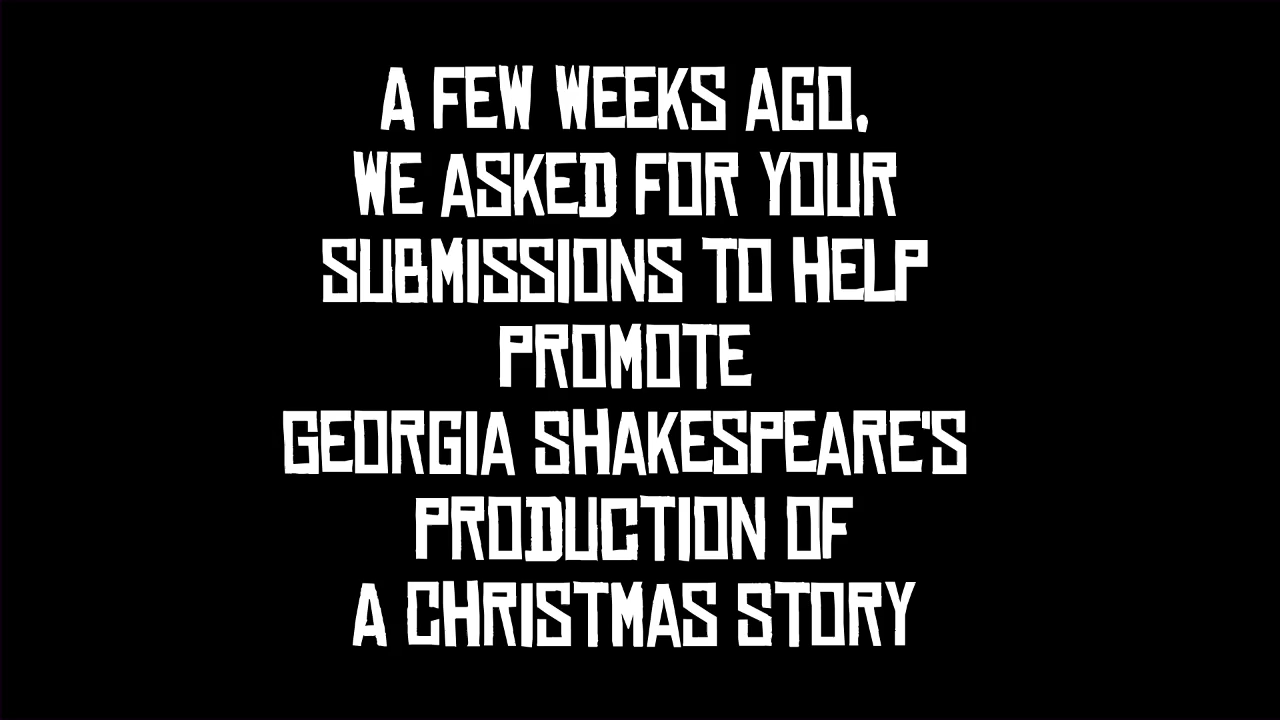 A FEW WEEKS AGO,
WE ASKED FOR YOUR
SUBMISSIONS TO HELP
PROMOTE
GEORGIA SHAKESPEARE'S
PRODUCTION OF
A CHRISTMAS STORY